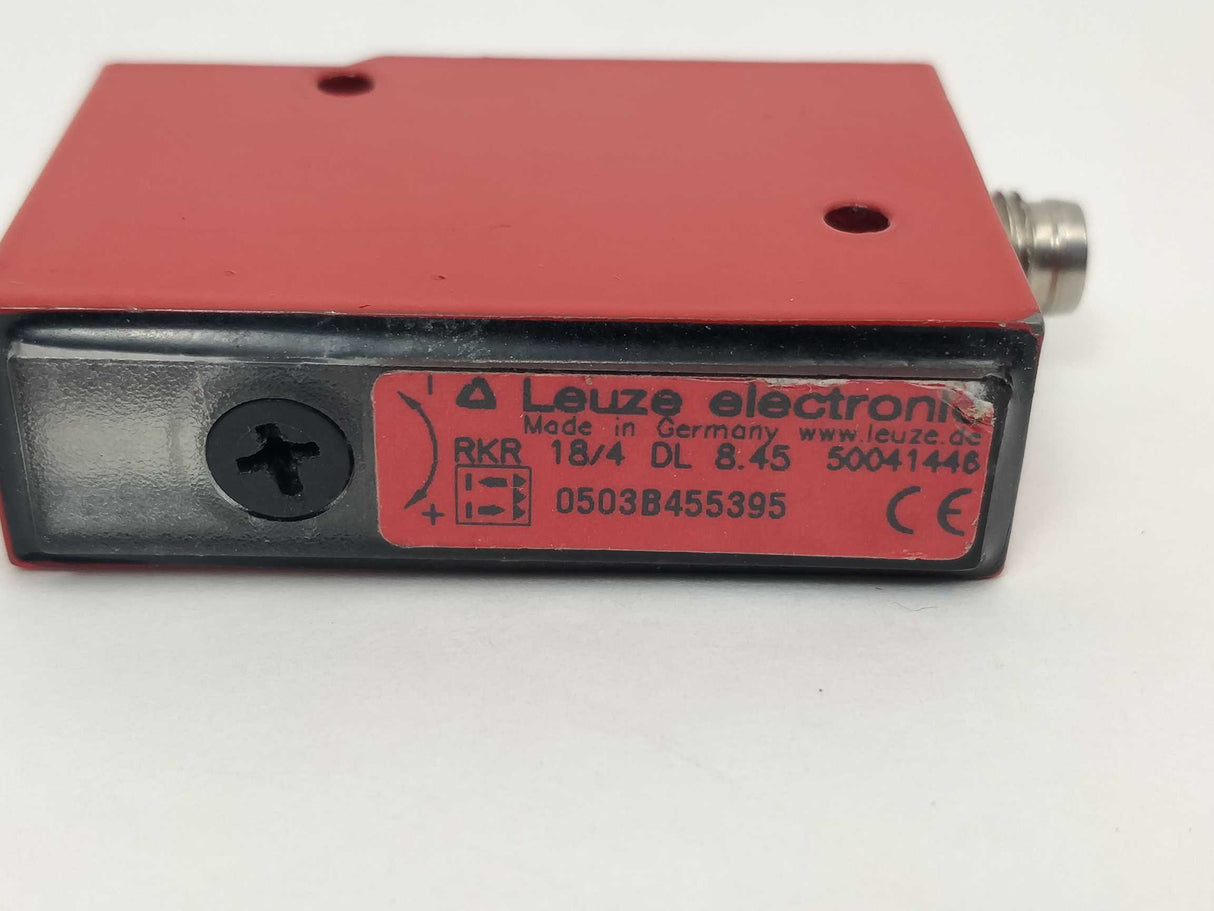 Leuze electronic
Made in Germany www.leuze.de
RKR 18/4 DL 8.45 50041446
0503B455395 CE
- +